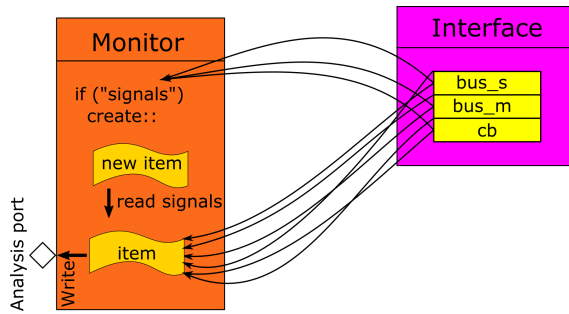 Monitor
if ("signals")
create::
new item
read signals
item
Write
Analysis port
Interface
bus_s
bus_m
cb